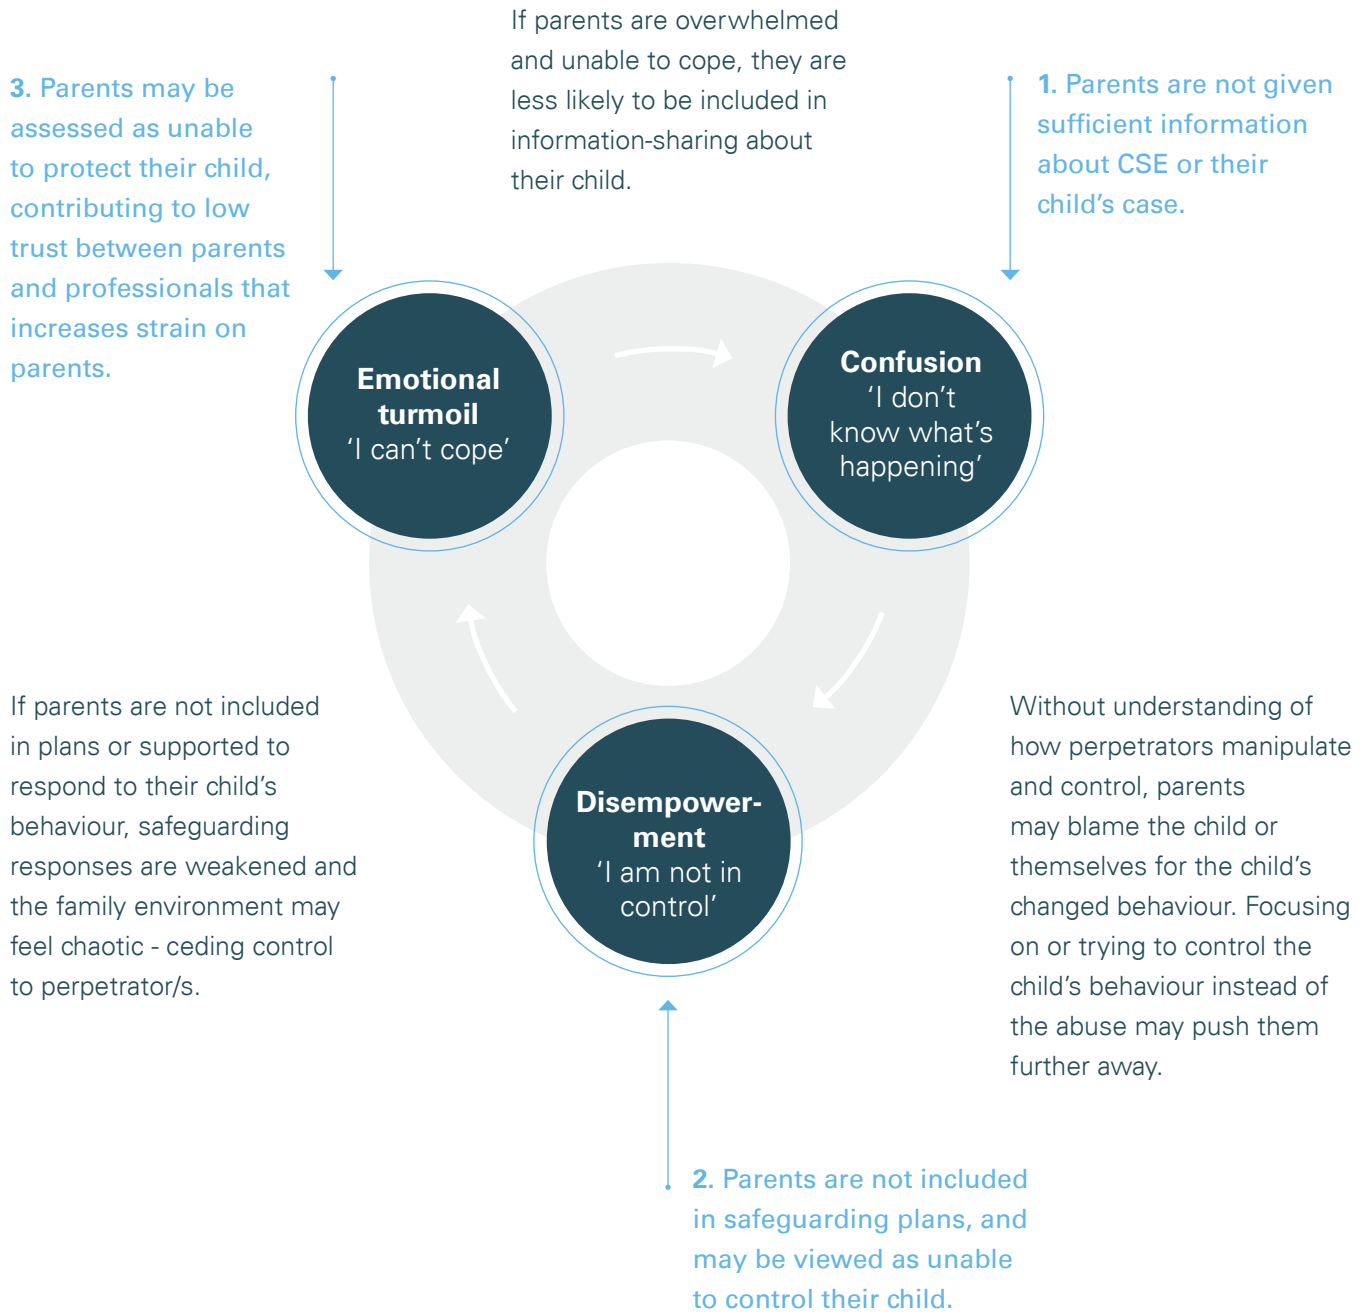 If parents are overwhelmed
and unable to cope, they are
less likely to be included in
information-sharing about
their child.
1. Parents are not given
sufficient information
about CSE or their
child’s case.
Confusion
‘I don’t
know what’s
happening’
Without understanding of
how perpetrators manipulate
and control, parents
may blame the child or
themselves for the child’s
changed behaviour. Focusing
on or trying to control the
child’s behaviour instead of
the abuse may push them
further away.
2. Parents are not included
in safeguarding plans, and
may be viewed as unable
to control their child.
Disempower-
ment
‘I am not in
control’
If parents are not included
in plans or supported to
respond to their child’s
behaviour, safeguarding
responses are weakened and
the family environment may
feel chaotic - ceding control
to perpetrator/s.
3. Parents may be
assessed as unable
to protect their child,
contributing to low
trust between parents
and professionals that
increases strain on
parents.
Emotional
turmoil
‘I can’t cope’